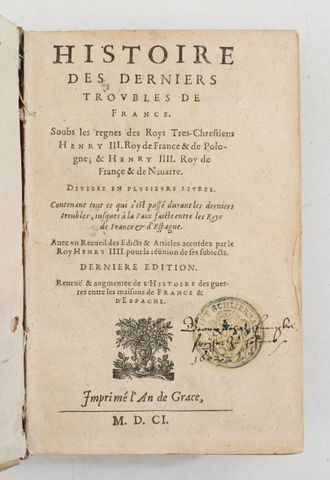 HISTOIRE
DES DERNIERS
TROVBLES DE
FRANCE.
Soubs les regnes des Roys Tres-Chrestiens
HENRY III. Roy de France & de Polo-
gne; & HENRY IIII. Roy de
France & de Nauarre.
DIVISEE EN PLVSIEVRS LIVRES.
Contenant tout ce qui s'est passé durant les derniers
troubles, iusques à la Paix faicte entre les Roys
de France & d'Espagne.
Auec vn Recueil des Edicts & Articles accordez par le
Roy HENRY IIII. pour la reünion de ses subiects.
DERNIERE EDITION.
Reueuë & augmentee de l'HISTOIRE des guer-
res entre les maisons de FRANCE &
d'ESPAGNE.
Imprimé l'An de Grace,
M. D. CI.